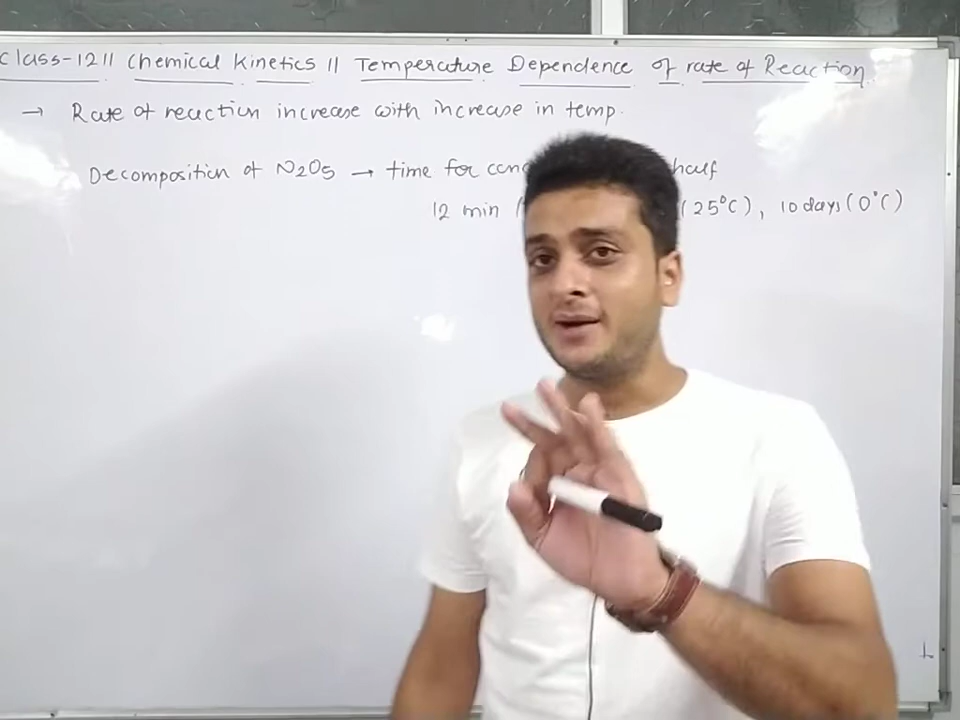 Class-12 || Chemical Kinetics || Temperature Dependence of rate of Reaction
→ Rate of reaction increase with increase in temp.
Decomposition of N2O5 → time for half
12 min (25°C), 10 days (0°C)